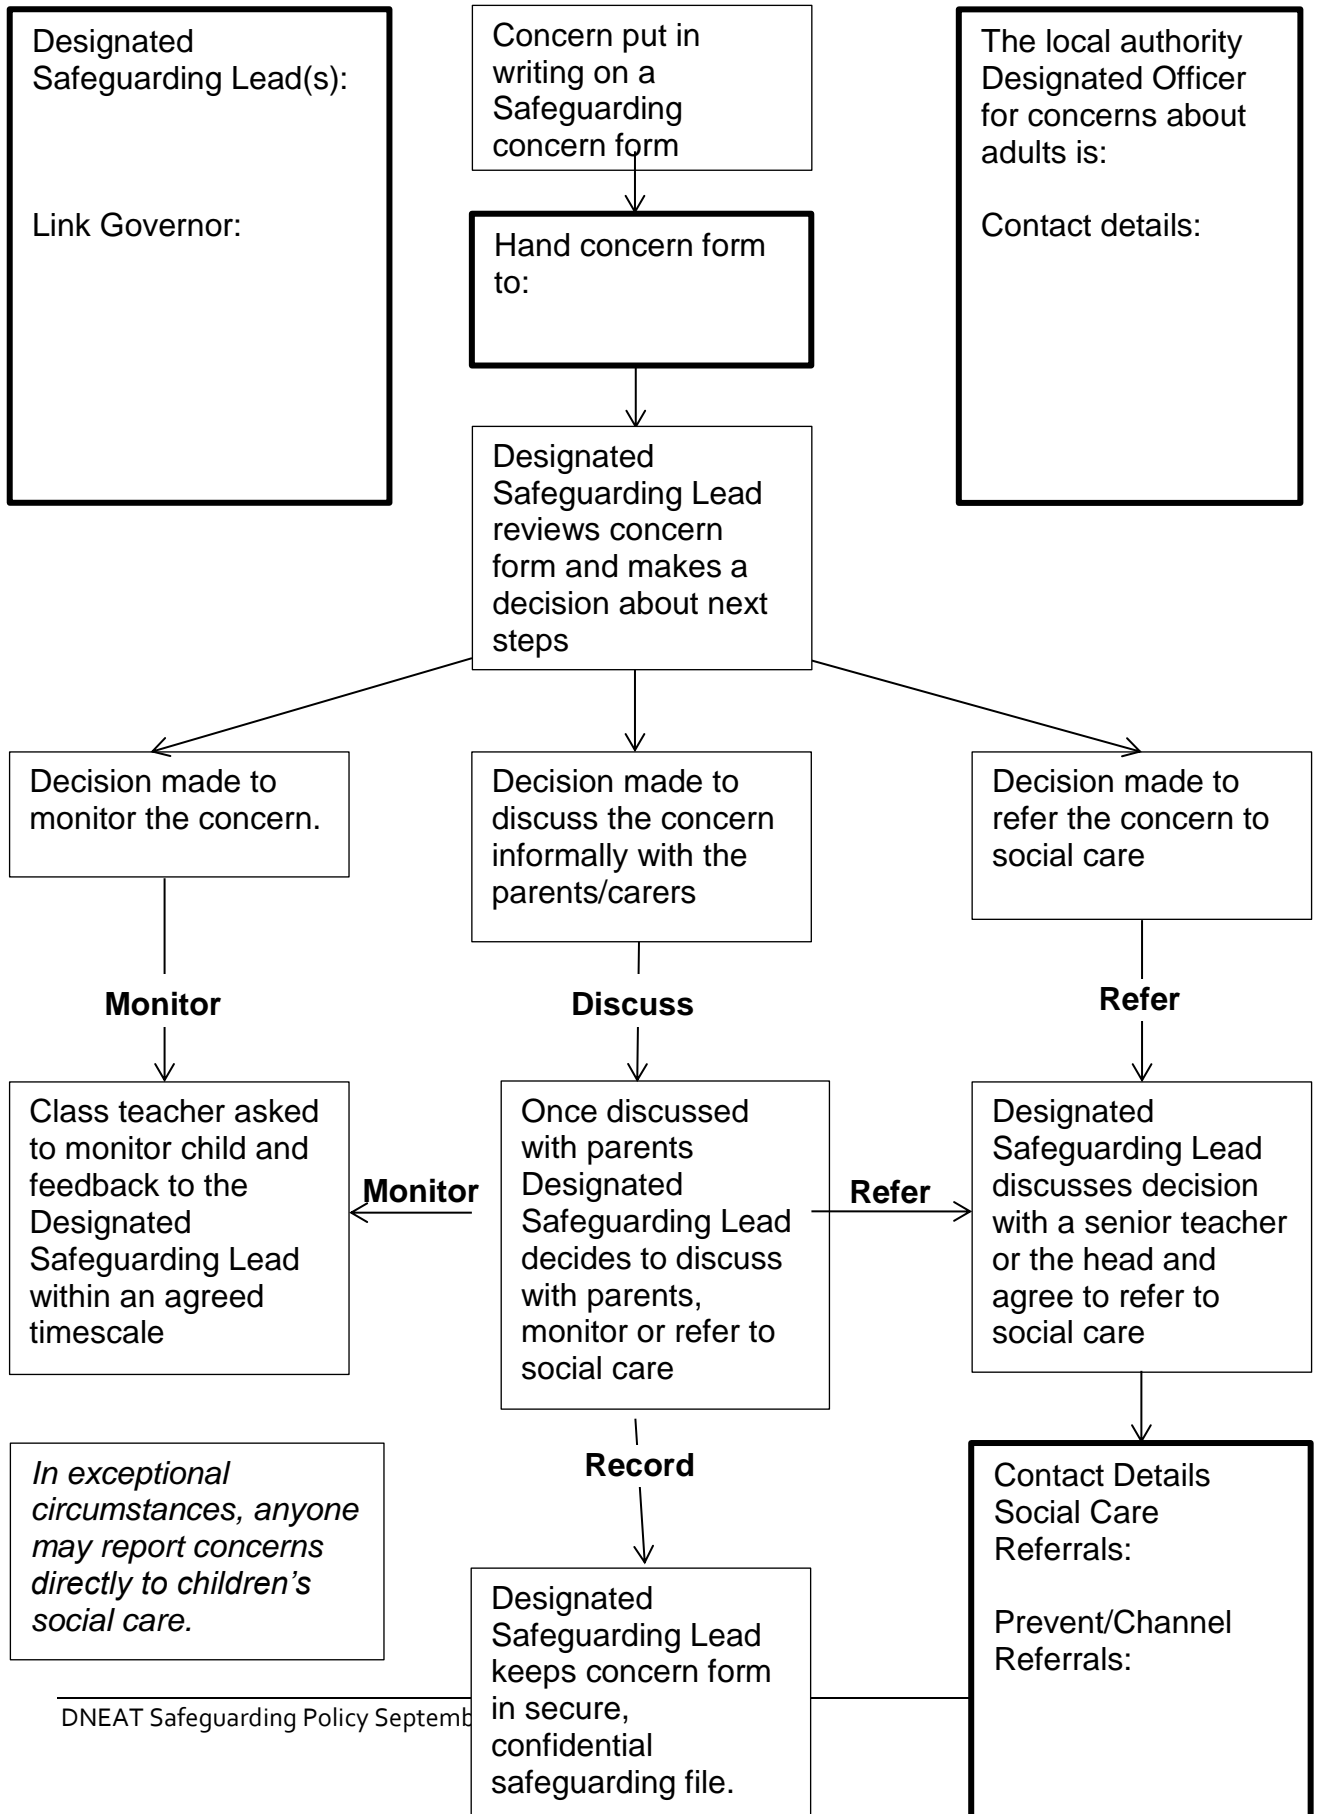 Designated
Safeguarding Lead(s):
Link Governor:
Concern put in
writing on a
Safeguarding
concern form
The local authority
Designated Officer
for concerns about
adults is:
Contact details:
Hand concern form
to:
Designated
Safeguarding Lead
reviews concern
form and makes a
decision about next
steps
Decision made to
monitor the concern.
Decision made to
discuss the concern
informally with the
parents/carers
Decision made to
refer the concern to
social care
Monitor
Discuss
Refer
Class teacher asked
to monitor child and
feedback to the
Designated
Safeguarding Lead
within an agreed
timescale
Monitor
Once discussed
with parents
Designated
Safeguarding Lead
decides to discuss
with parents,
monitor or refer to
social care
Refer
Designated
Safeguarding Lead
discusses decision
with a senior teacher
or the head and
agree to refer to
social care
In exceptional
circumstances, anyone
may report concerns
directly to children’s
social care.
Record
Designated
Safeguarding Lead
keeps concern form
in secure,
confidential
safeguarding file.
Contact Details
Social Care
Referrals:
Prevent/Channel
Referrals:
DNEAT Safeguarding Policy Septemb